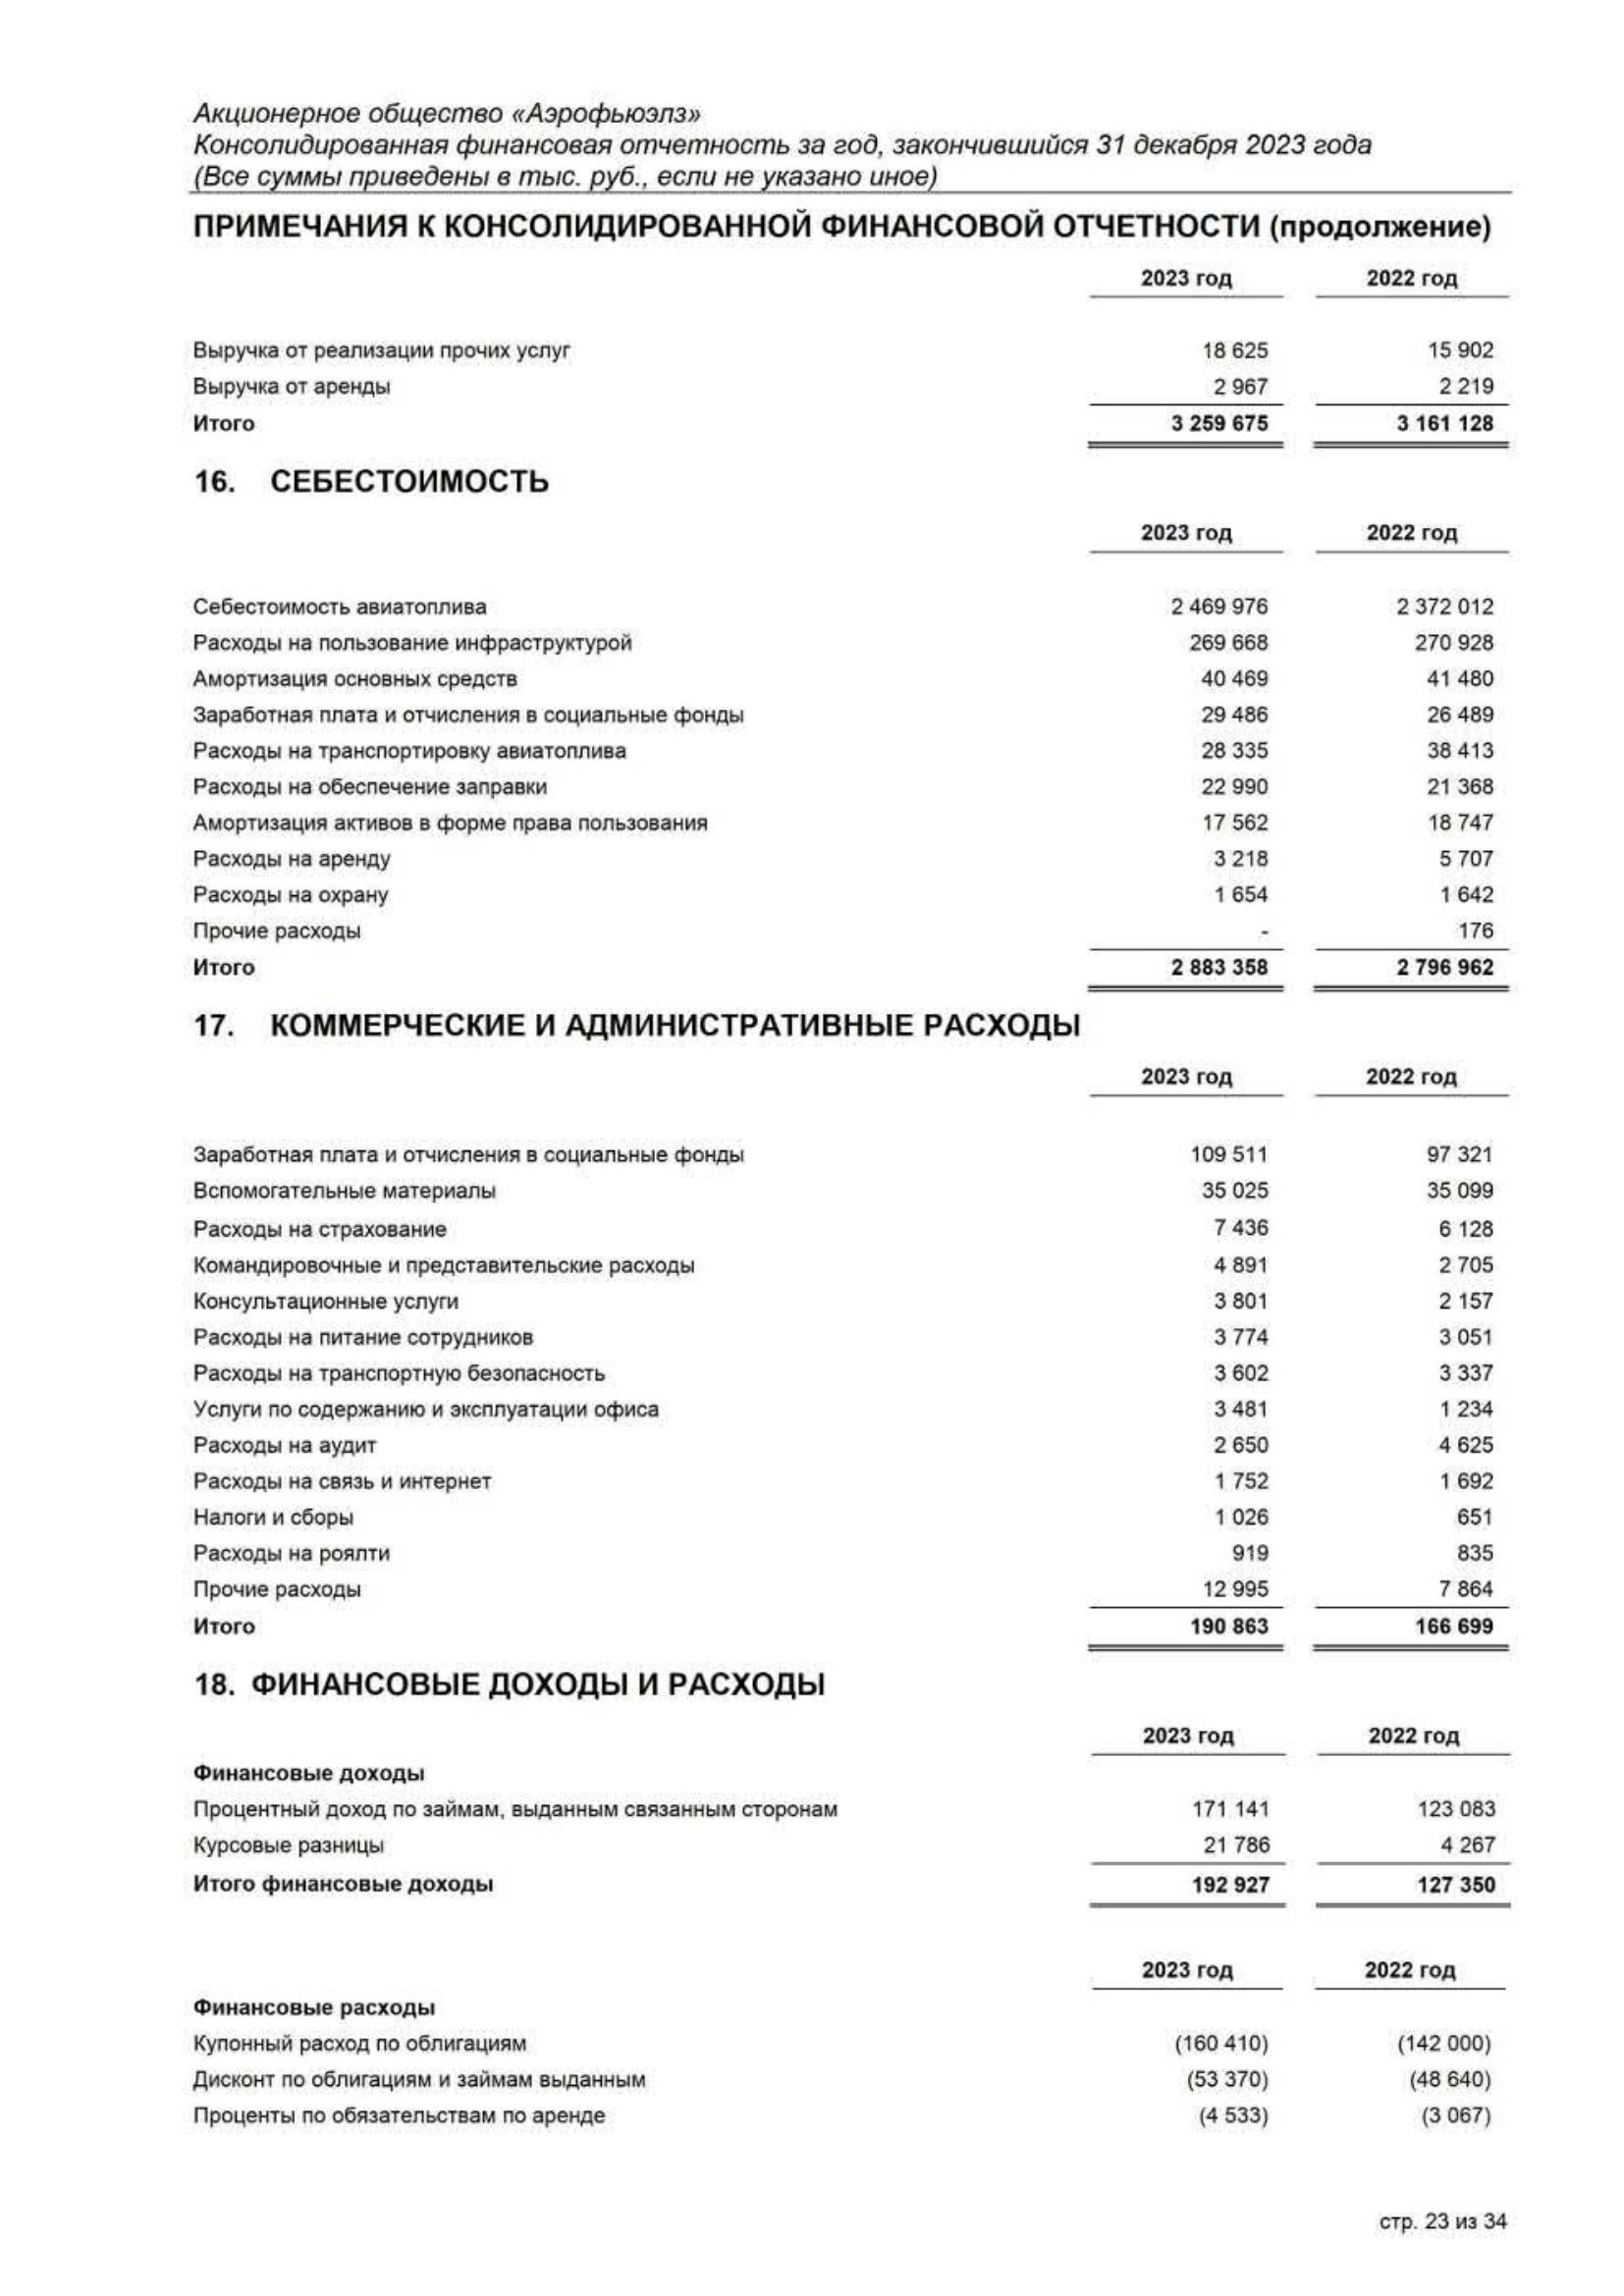 Акционерное общество «Аэрофьюэлз»
Консолидированная финансовая отчетность за год, закончившийся 31 декабря 2023 года
(Все суммы приведены в тыс. руб., если не указано иное)
ПРИМЕЧАНИЯ К КОНСОЛИДИРОВАННОЙ ФИНАНСОВОЙ ОТЧЕТНОСТИ (продолжение)
2023 год 2022 год
Выручка от реализации прочих услуг 18 625 15 902
Выручка от аренды 2 967 2 219
Итого 3 259 675 3 161 128
16. СЕБЕСТОИМОСТЬ
2023 год 2022 год
Себестоимость авиатоплива 2 469 976 2 372 012
Расходы на пользование инфраструктурой 269 668 270 928
Амортизация основных средств 40 469 41 480
Заработная плата и отчисления в социальные фонды 29 486 26 489
Расходы на транспортировку авиатоплива 28 335 38 413
Расходы на обеспечение заправки 22 990 21 368
Амортизация активов в форме права пользования 17 562 18 747
Расходы на аренду 3 218 5 707
Расходы на охрану 1 654 1 642
Прочие расходы - 176
Итого 2 883 358 2 796 962
17. КОММЕРЧЕСКИЕ И АДМИНИСТРАТИВНЫЕ РАСХОДЫ
2023 год 2022 год
Заработная плата и отчисления в социальные фонды 109 511 97 321
Вспомогательные материалы 35 025 35 099
Расходы на страхование 7 436 6 128
Командировочные и представительские расходы 4 891 2 705
Консультационные услуги 3 801 2 157
Расходы на питание сотрудников 3 774 3 051
Расходы на транспортную безопасность 3 602 3 337
Услуги по содержанию и эксплуатации офиса 3 481 1 234
Расходы на аудит 2 650 4 625
Расходы на связь и интернет 1 752 1 692
Налоги и сборы 1 026 651
Расходы на роялти 919 835
Прочие расходы 12 995 7 864
Итого 190 863 166 699
18. ФИНАНСОВЫЕ ДОХОДЫ И РАСХОДЫ
2023 год 2022 год
Финансовые доходы
Процентный доход по займам, выданным связанным сторонам 171 141 123 083
Курсовые разницы 21 786 4 267
Итого финансовые доходы 192 927 127 350
2023 год 2022 год
Финансовые расходы
Купонный расход по облигациям (160 410) (142 000)
Дисконт по облигациям и займам выданным (53 370) (48 640)
Проценты по обязательствам по аренде (4 533) (3 067)
стр. 23 из 34